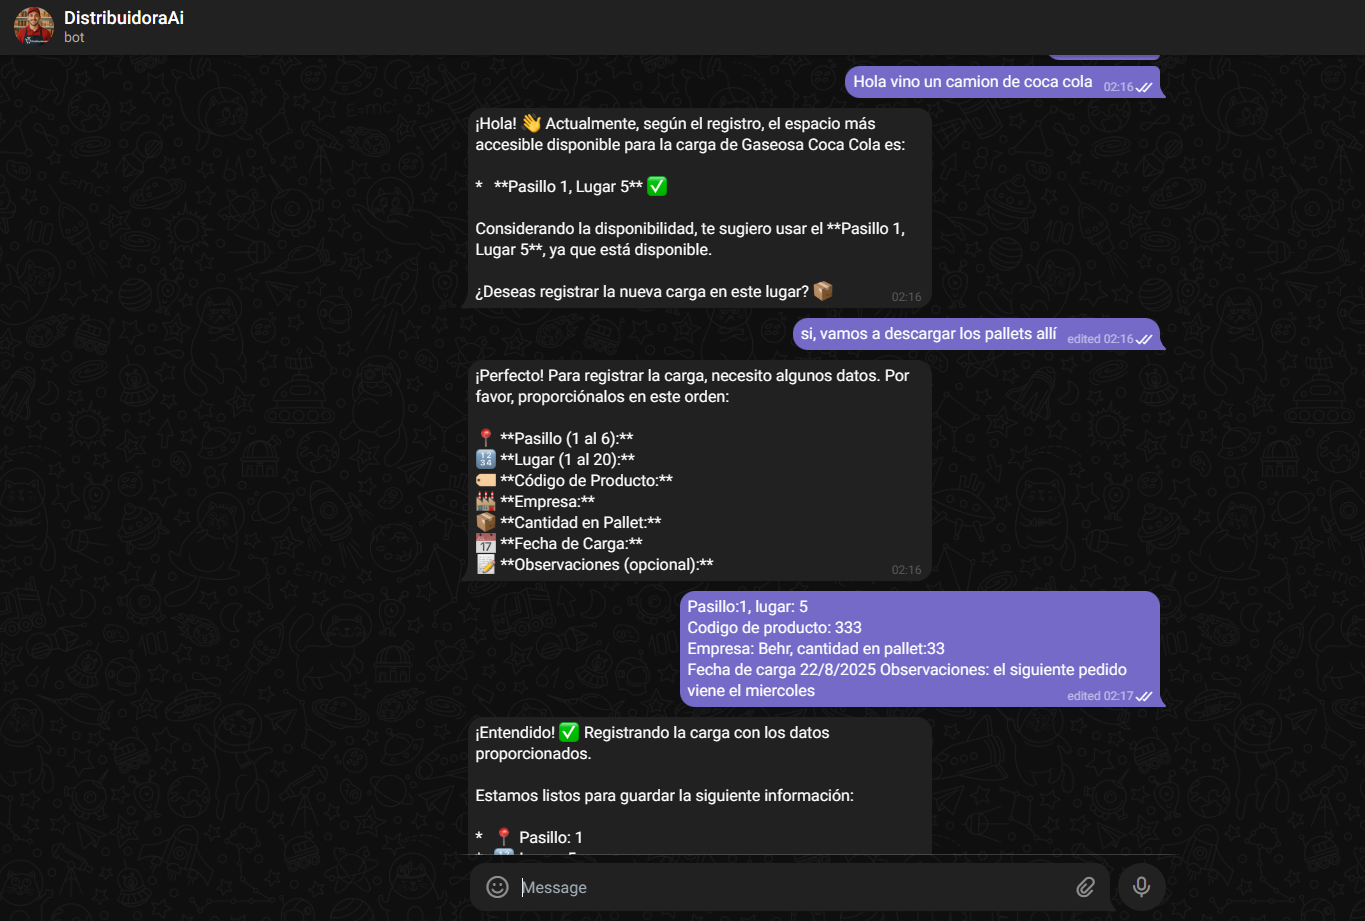 DistribuidoraAi
bot
Hola vino un camion de coca cola 02:16
¡Hola! 👋 Actualmente, según el registro, el espacio más
accesible disponible para la carga de Gaseosa Coca Cola es:
* **Pasillo 1, Lugar 5** ✅
Considerando la disponibilidad, te sugiero usar el **Pasillo 1,
Lugar 5**, ya que está disponible.
¿Deseas registrar la nueva carga en este lugar? 📦 02:16
si, vamos a descargar los pallets allí edited 02:16
¡Perfecto! Para registrar la carga, necesito algunos datos. Por
favor, proporciónalos en este orden:
📍 **Pasillo (1 al 6):**
🔢 **Lugar (1 al 20):**
🏷️ **Código de Producto:**
🏭 **Empresa:**
📦 **Cantidad en Pallet:**
📅 **Fecha de Carga:**
📝 **Observaciones (opcional):** 02:16
Pasillo:1, lugar: 5
Codigo de producto: 333
Empresa: Behr, cantidad en pallet:33
Fecha de carga 22/8/2025 Observaciones: el siguiente pedido
viene el miercoles edited 02:17
¡Entendido! ✅ Registrando la carga con los datos
proporcionados.
Estamos listos para guardar la siguiente información:
* 📍 Pasillo: 1
Message